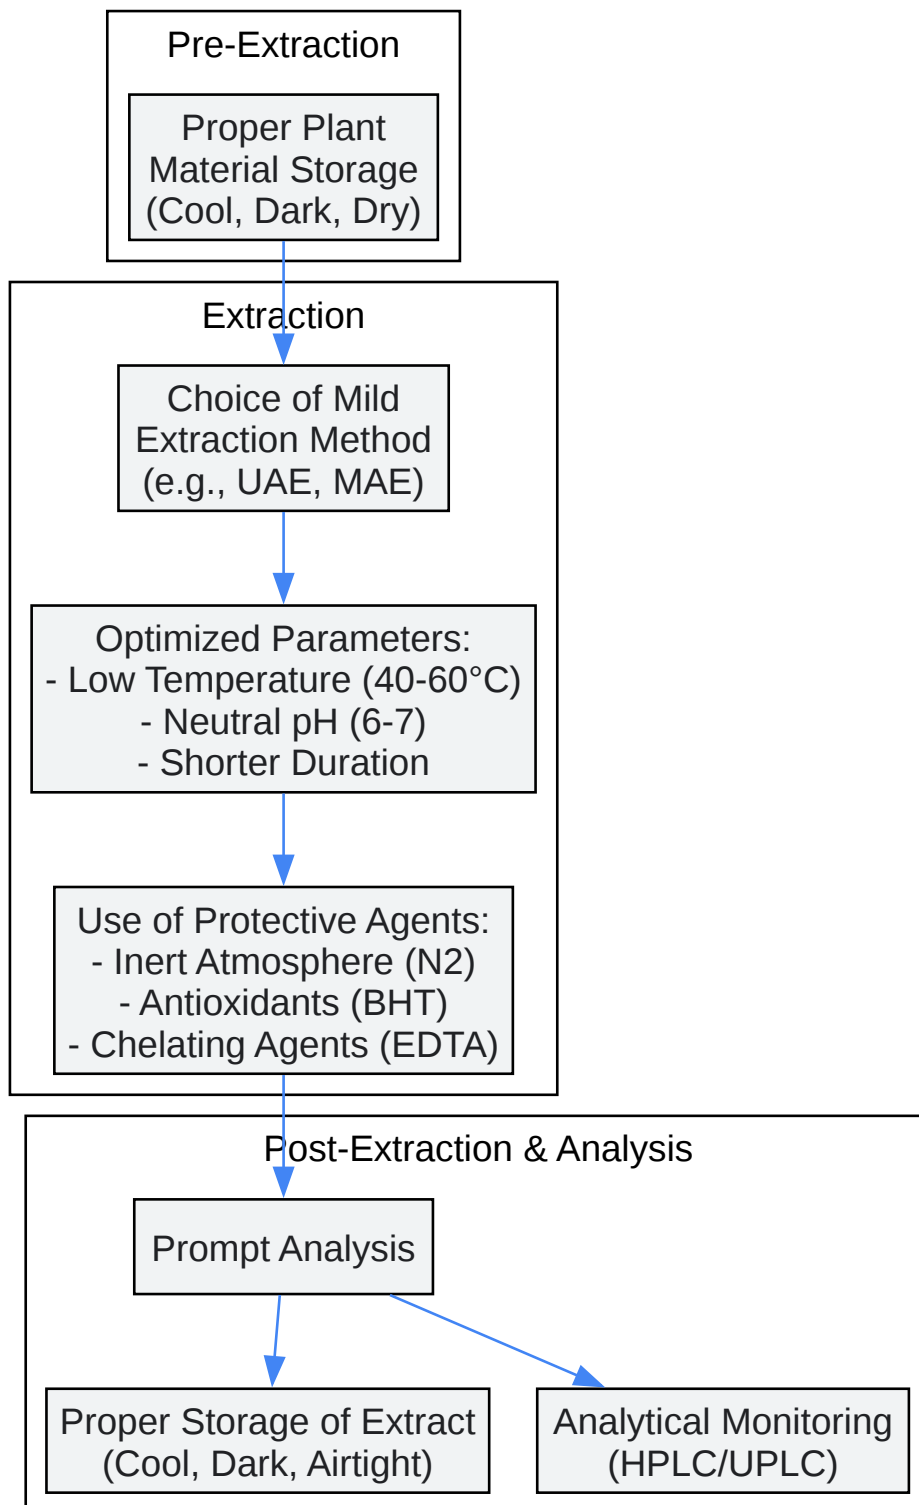 Pre-Extraction
Proper Plant
Material Storage
(Cool, Dark, Dry)
Extraction
Choice of Mild
Extraction Method
(e.g., UAE, MAE)
Optimized Parameters:
- Low Temperature (40-60°C)
- Neutral pH (6-7)
- Shorter Duration
Use of Protective Agents:
- Inert Atmosphere (N2)
- Antioxidants (BHT)
- Chelating Agents (EDTA)
Post-Extraction & Analysis
Prompt Analysis
Proper Storage of Extract
(Cool, Dark, Airtight)
Analytical Monitoring
(HPLC/UPLC)